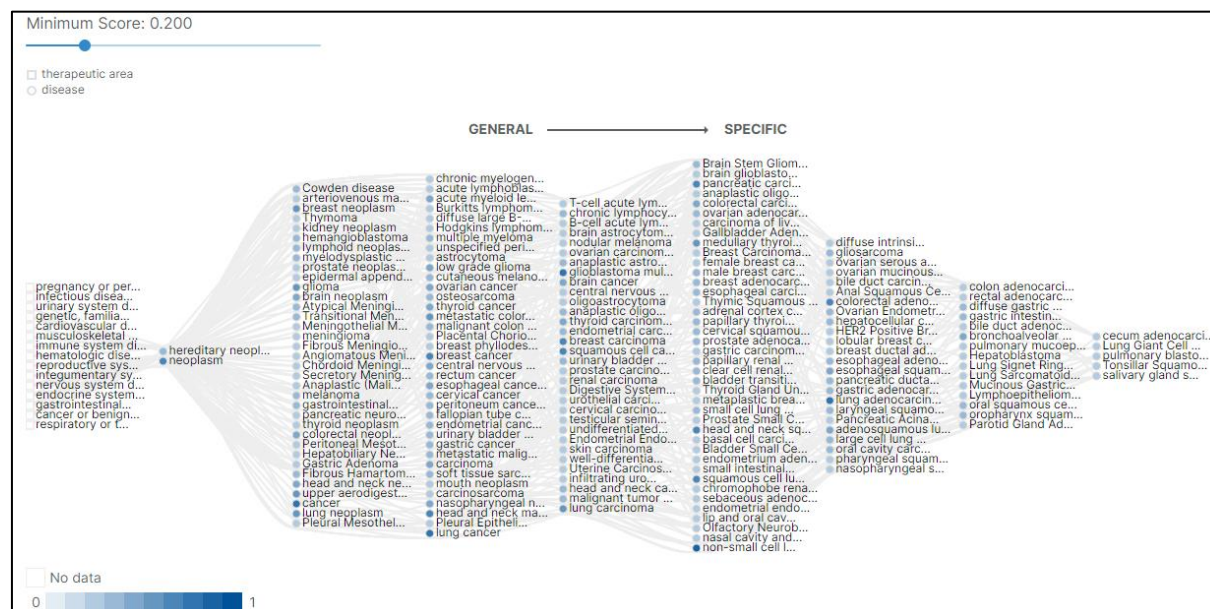 Minimum Score: 0.200
therapeutic area
disease
GENERAL
SPECIFIC
pregnancy or per...
infectious disea...
urinary system d...
genetic, familia...
cardiovascular d...
musculoskeletal ...
immune system di...
hematologic dise...
reproductive sys...
integumentary sy...
nervous system d...
endocrine system...
gastrointestinal...
cancer or benign...
respiratory or t...
hereditary neopl...
neoplasm
Cowden disease
arteriovenous ma...
breast neoplasm
Thymoma
kidney neoplasm
hemangioblastoma
lymphoid neoplas...
myelodysplastic ...
prostate neoplas...
epidermal append...
glioma
brain neoplasm
Atypical Meningi...
Transitional Men...
Meningothelial M...
meningioma
Fibrous Meningio...
Angiomatous Meni...
Chordoid Meningi...
Secretory Mening...
Anaplastic (Mali...
melanoma
gastrointestinal...
pancreatic neuro...
thyroid neoplasm
colorectal neopl...
Peritoneal Mesot...
Hepatobiliary Ne...
Gastric Adenoma
Fibrous Hamartom...
head and neck ne...
upper aerodigest...
cancer
lung neoplasm
Pleural Mesothel...
chronic myelogen...
acute lymphoblas...
acute myeloid le...
Burkitts lymphom...
diffuse large B-...
Hodgkins lymphom...
multiple myeloma
unspecified peri...
astrocytoma
low grade glioma
cutaneous melano...
ovarian cancer
osteosarcoma
thyroid cancer
metastatic color...
malignant colon ...
Placental Chorio...
breast phyllodes...
breast cancer
central nervous ...
rectum cancer
esophageal cance...
cervical cancer
peritoneum cance...
fallopian tube c...
endometrial canc...
urinary bladder ...
gastric cancer
metastatic malig...
carcinoma
soft tissue sarc...
mouth neoplasm
carcinosarcoma
nasopharyngeal n...
head and neck ma...
Pleural Epitheli...
lung cancer
T-cell acute lym...
chronic lymphocy...
B-cell acute lym...
brain astrocytom...
nodular melanoma
ovarian carcinom...
anaplastic astro...
glioblastoma mul...
brain cancer
central nervous ...
oligoastrocytoma
anaplastic oligo...
thyroid carcinom...
endometrial carc...
breast carcinoma
squamous cell ca...
urinary bladder ...
prostate carcino...
renal carcinoma
Digestive System...
urothelial carci...
cervical carcino...
testicular semin...
undifferentiated...
Endometrial Endo...
skin carcinoma
well-differentia...
Uterine Carcinos...
infiltrating uro...
head and neck ca...
malignant tumor ...
lung carcinoma
Brain Stem Gliom...
brain glioblasto...
pancreatic carci...
anaplastic oligo...
colorectal carci...
ovarian adenocar...
carcinoma of liv...
Gallbladder Aden...
medullary thyroi...
esophageal carci...
Breast Carcinoma...
female breast ca...
male breast carc...
breast adenocarc...
Thymic Squamous ...
adrenal cortex c...
papillary thyroi...
cervical squamou...
prostate adenoca...
gastric carcinom...
papillary renal ...
clear cell renal...
bladder transiti...
Thyroid Gland Un...
metaplastic brea...
small cell lung ...
Prostate Small C...
head and neck sq...
basal cell carci...
Bladder Small Ce...
endometrium aden...
small intestinal...
squamous cell lu...
chromophobe rena...
sebaceous adenoc...
endometrial endo...
lip and oral cav...
Olfactory Neurob...
nasal cavity and...
non-small cell l...
diffuse intrinsi...
gliosarcoma
ovarian serous a...
ovarian mucinous...
bile duct carcin...
Anal Squamous Ce...
colorectal adeno...
Ovarian Endometr...
hepatocellular c...
HER2 Positive Br...
lobular breast c...
breast ductal ad...
esophageal adeno...
esophageal squam...
pancreatic ducta...
gastric adenocar...
lung adenocarcin...
laryngeal squamo...
Pancreatic Acina...
adenosquamous lu...
large cell lung ...
oral cavity carc...
pharyngeal squam...
nasopharyngeal s...
colon adenocarci...
rectal adenocarc...
diffuse gastric ...
gastric intestin...
bile duct adenoc...
bronchoalveolar ...
pulmonary mucoep...
Hepatoblastoma
Lung Signet Ring...
Lung Sarcomatoid...
Mucinous Gastric...
Lymphoepitheliom...
oral squamous ce...
oropharynx squam...
Parotid Gland Ad...
cecum adenocarci...
Lung Giant Cell ...
pulmonary blasto...
Tonsillar Squamo...
salivary gland s...
No data
0
1